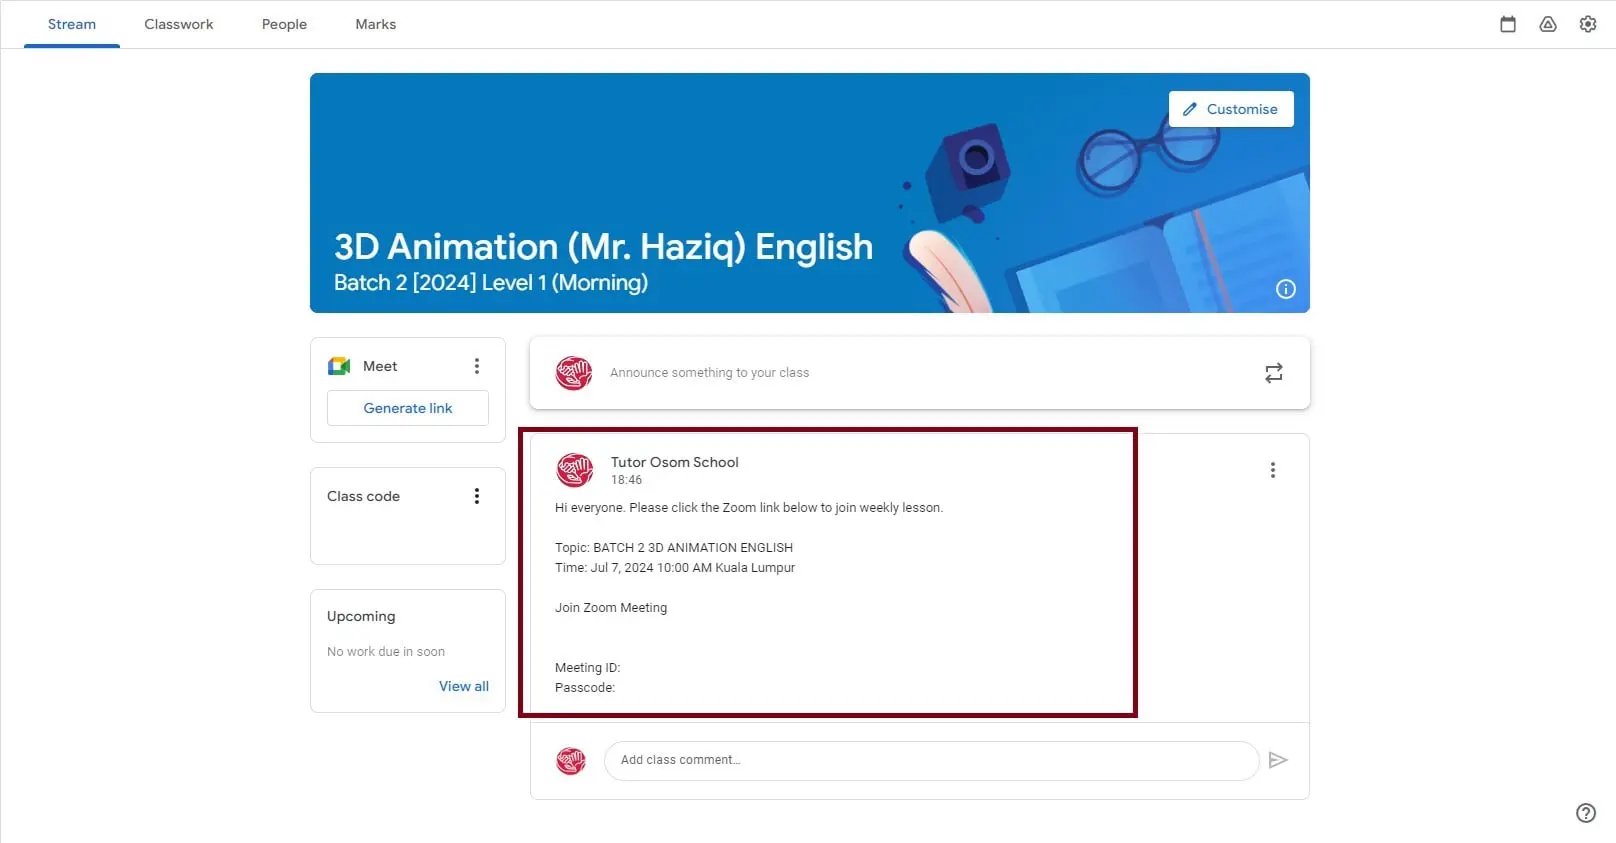 Stream
Classwork
People
Marks
Customise
3D Animation (Mr. Haziq) English
Batch 2 [2024] Level 1 (Morning)
Meet
Generate link
Class code
Upcoming
No work due in soon
View all
Announce something to your class
Tutor Osom School
18:46
Hi everyone. Please click the Zoom link below to join weekly lesson.
Topic: BATCH 2 3D ANIMATION ENGLISH
Time: Jul 7, 2024 10:00 AM Kuala Lumpur
Join Zoom Meeting
Meeting ID:
Passcode:
Add class comment...